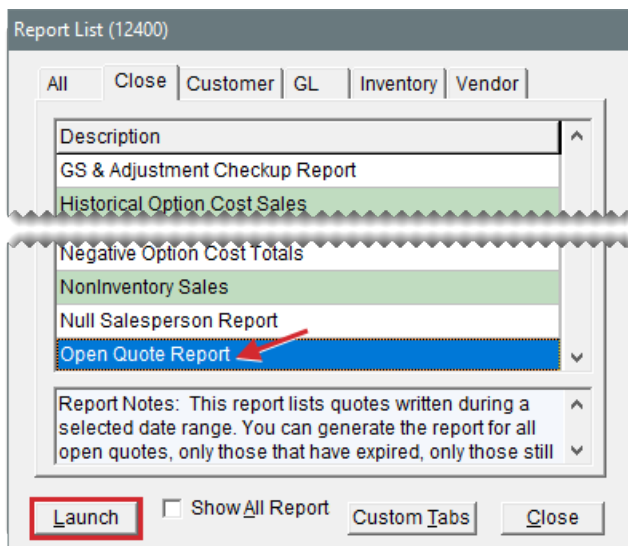 Report List (12400)
All Close Customer GL Inventory Vendor
Description
GS & Adjustment Checkup Report
Historical Option Cost Sales
Negative Option Cost Totals
NonInventory Sales
Null Salesperson Report
Open Quote Report
Report Notes: This report lists quotes written during a
selected date range. You can generate the report for all
open quotes, only those that have expired, only those still
Launch Show All Report Custom Tabs Close